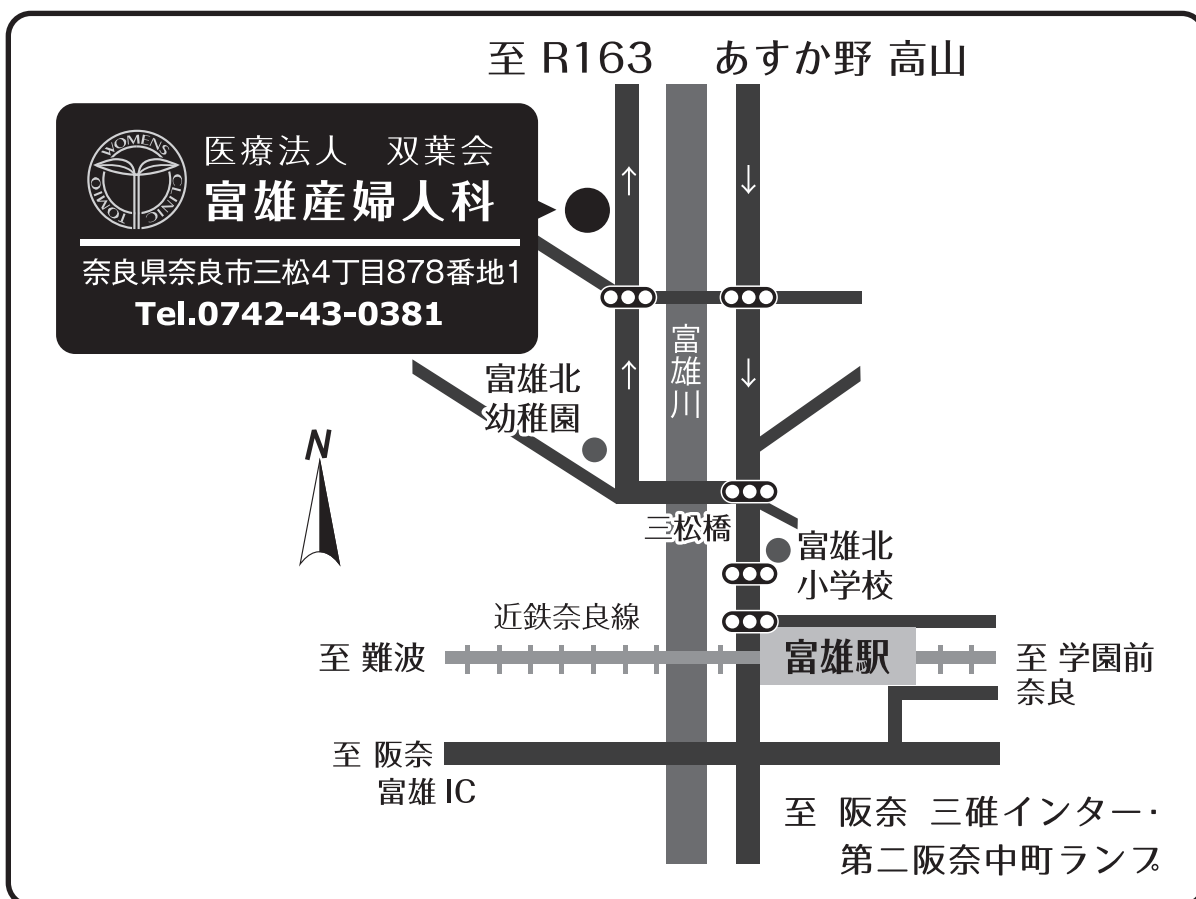 至 R163 あすか野 高山
WOMENS CLINIC TOMIO
医療法人 双葉会
富雄産婦人科
奈良県奈良市三松4丁目878番地1
Tel.0742-43-0381
富雄川
富雄北
幼稚園
N
三松橋
富雄北
小学校
近鉄奈良線
至 難波
富雄駅
至 学園前
奈良
至 阪奈
富雄 IC
至 阪奈 三碓インター・
第二阪奈中町ランプ